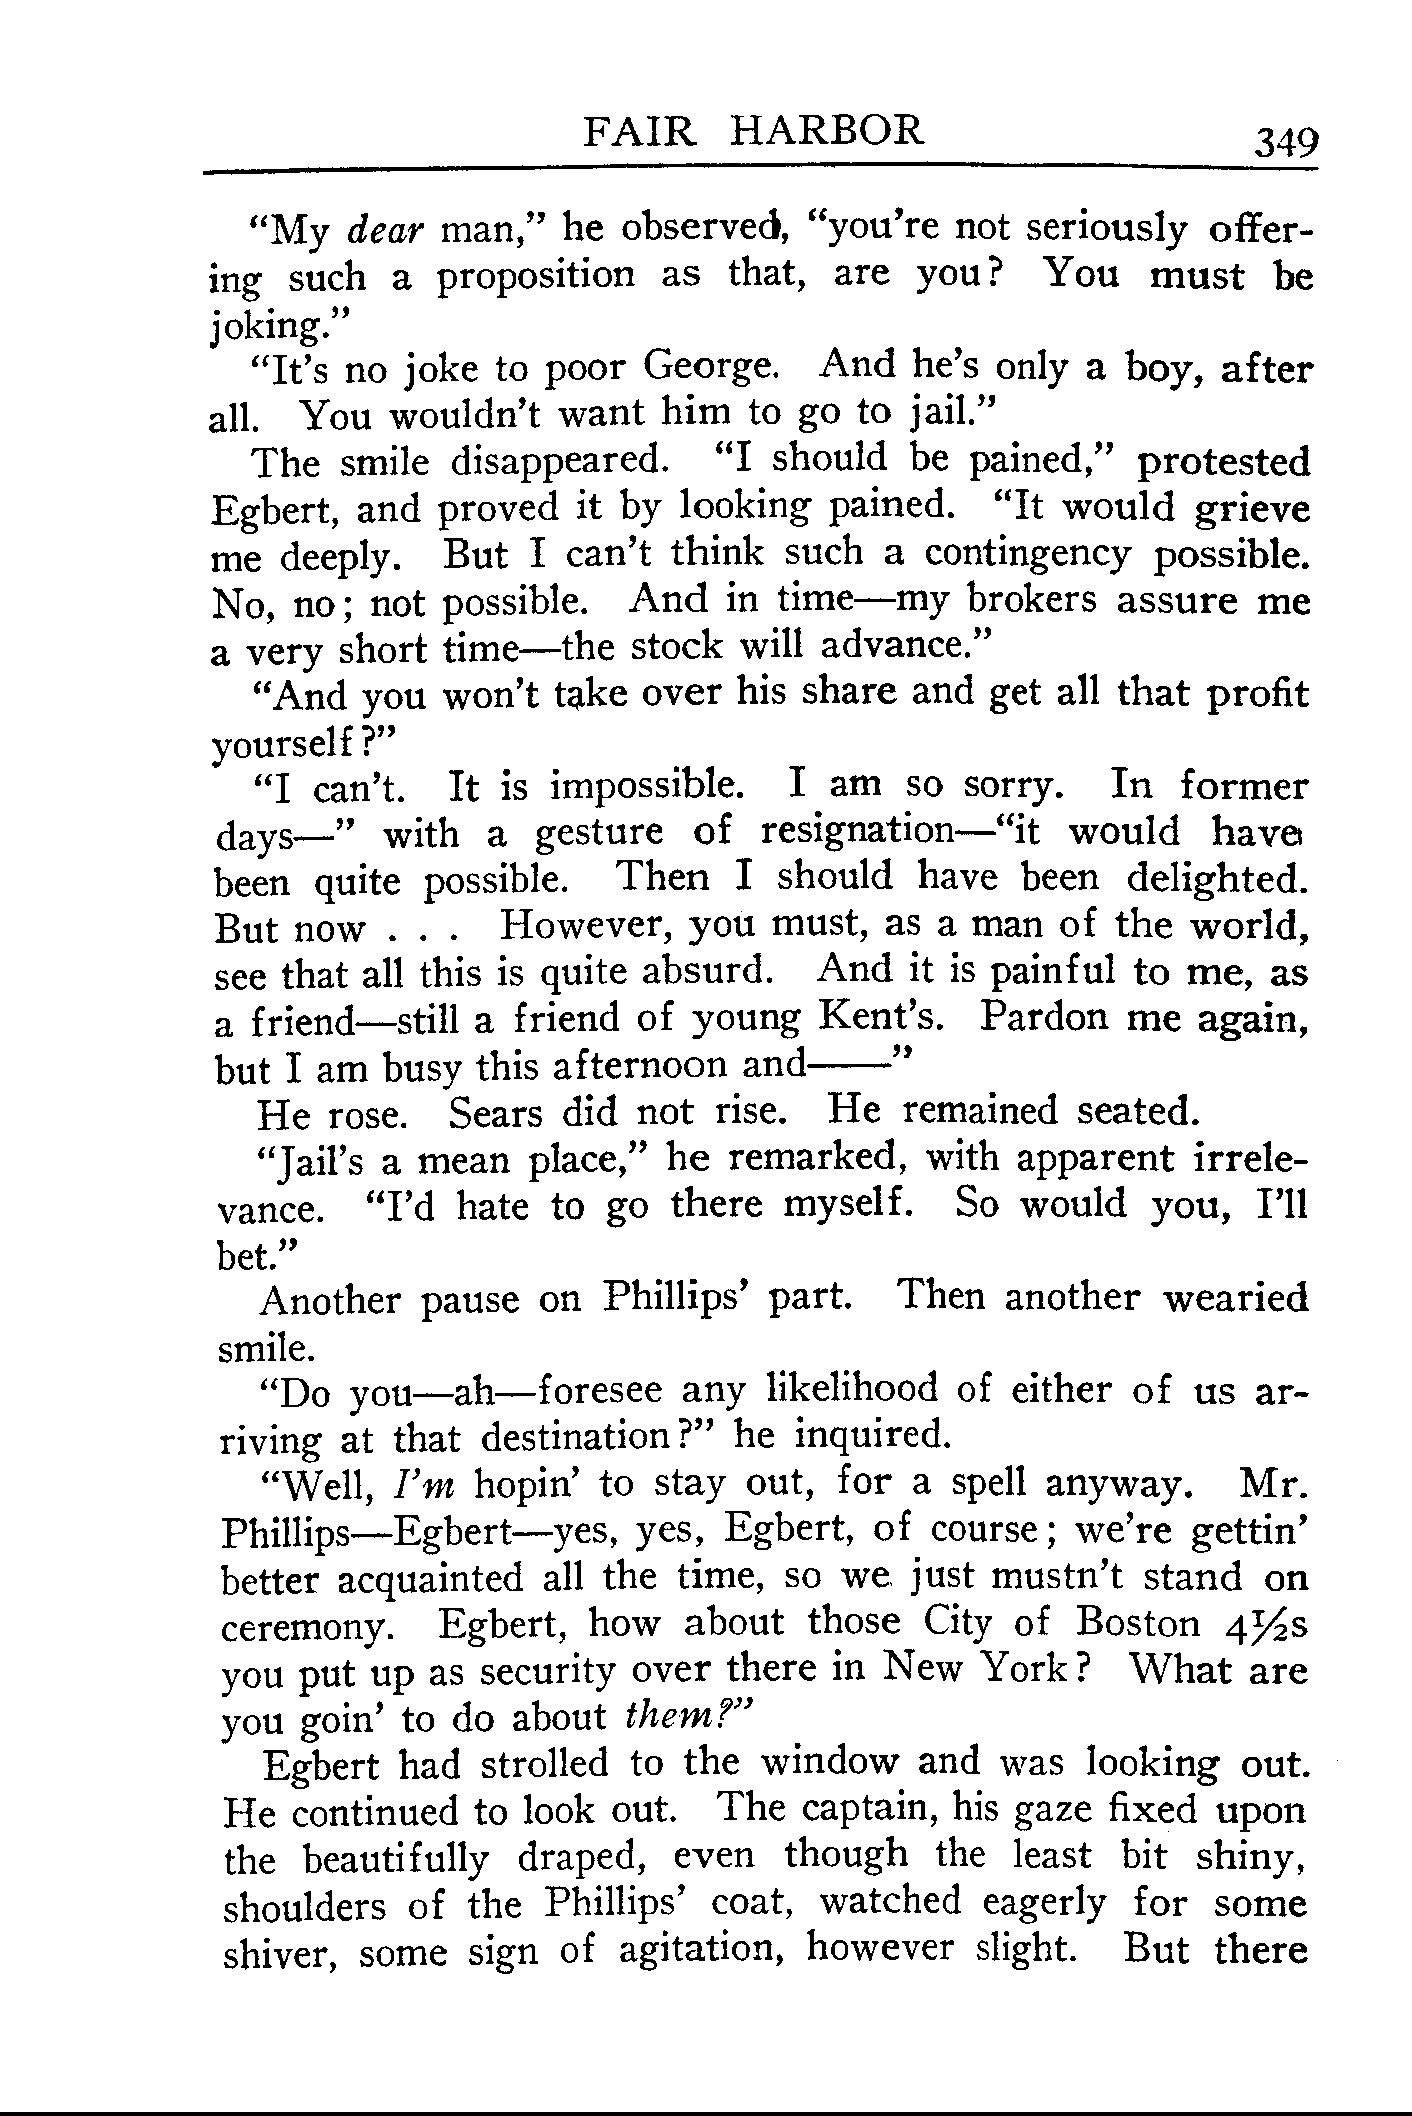 FAIR HARBOR 349
“My dear man,” he observed, “you’re not seriously offer-
ing such a proposition as that, are you? You must be
joking.”
“It’s no joke to poor George. And he’s only a boy, after
all. You wouldn’t want him to go to jail.”
The smile disappeared. “I should be pained,” protested
Egbert, and proved it by looking pained. “It would grieve
me deeply. But I can’t think such a contingency possible.
No, no; not possible. And in time—my brokers assure me
a very short time—the stock will advance.”
“And you won’t take over his share and get all that profit
yourself?”
“I can’t. It is impossible. I am so sorry. In former
days—” with a gesture of resignation—“it would have
been quite possible. Then I should have been delighted.
But now . . . However, you must, as a man of the world,
see that all this is quite absurd. And it is painful to me, as
a friend—still a friend of young Kent’s. Pardon me again,
but I am busy this afternoon and——”
He rose. Sears did not rise. He remained seated.
“Jail’s a mean place,” he remarked, with apparent irrele-
vance. “I’d hate to go there myself. So would you, I’ll
bet.”
Another pause on Phillips’ part. Then another wearied
smile.
“Do you—ah—foresee any likelihood of either of us ar-
riving at that destination?” he inquired.
“Well, I’m hopin’ to stay out, for a spell anyway. Mr.
Phillips—Egbert—yes, yes, Egbert, of course; we’re gettin’
better acquainted all the time, so we just mustn’t stand on
ceremony. Egbert, how about those City of Boston 4½s
you put up as security over there in New York? What are
you goin’ to do about them?”
Egbert had strolled to the window and was looking out.
He continued to look out. The captain, his gaze fixed upon
the beautifully draped, even though the least bit shiny,
shoulders of the Phillips’ coat, watched eagerly for some
shiver, some sign of agitation, however slight. But there